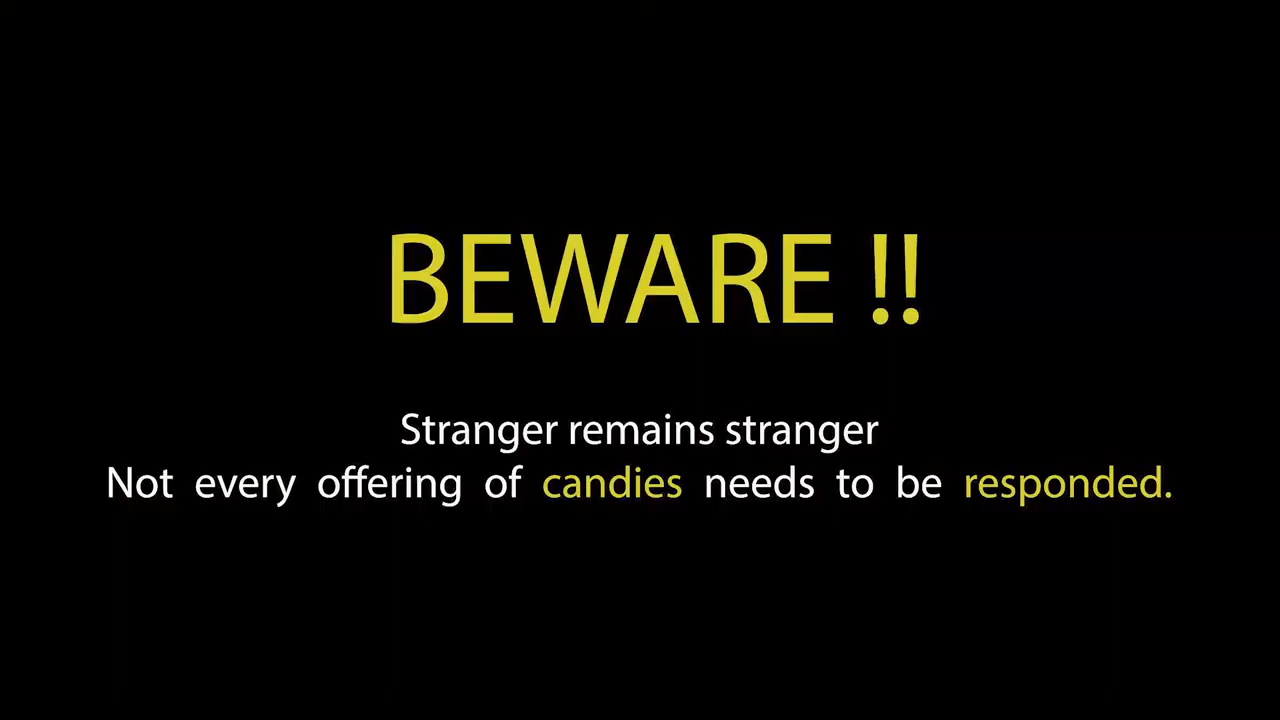 BEWARE !!
Stranger remains stranger
Not every offering of candies needs to be responded.